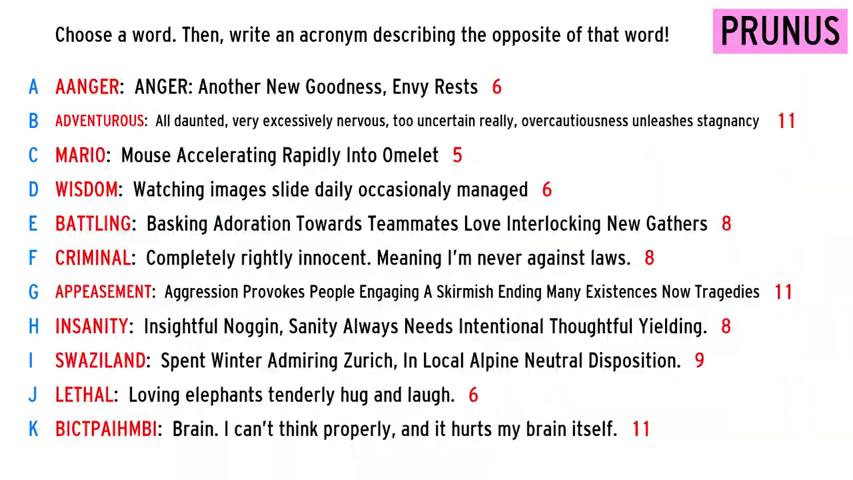 Choose a word. Then, write an acronym describing the opposite of that word!
PRUNUS
A AANGER: ANGER: Another New Goodness, Envy Rests 6
B ADVENTUROUS: All daunted, very excessively nervous, too uncertain really, overcautiousness unleashes stagnancy 11
C MARIO: Mouse Accelerating Rapidly Into Omelet 5
D WISDOM: Watching images slide daily occasionaly managed 6
E BATTLING: Basking Adoration Towards Teammates Love Interlocking New Gathers 8
F CRIMINAL: Completely rightly innocent. Meaning I'm never against laws. 8
G APPEASEMENT: Aggression Provokes People Engaging A Skirmish Ending Many Existences Now Tragedies 11
H INSANITY: Insightful Noggin, Sanity Always Needs Intentional Thoughtful Yielding. 8
I SWAZILAND: Spent Winter Admiring Zurich, In Local Alpine Neutral Disposition. 9
J LETHAL: Loving elephants tenderly hug and laugh. 6
K BICTPAIHMBI: Brain. I can't think properly, and it hurts my brain itself. 11